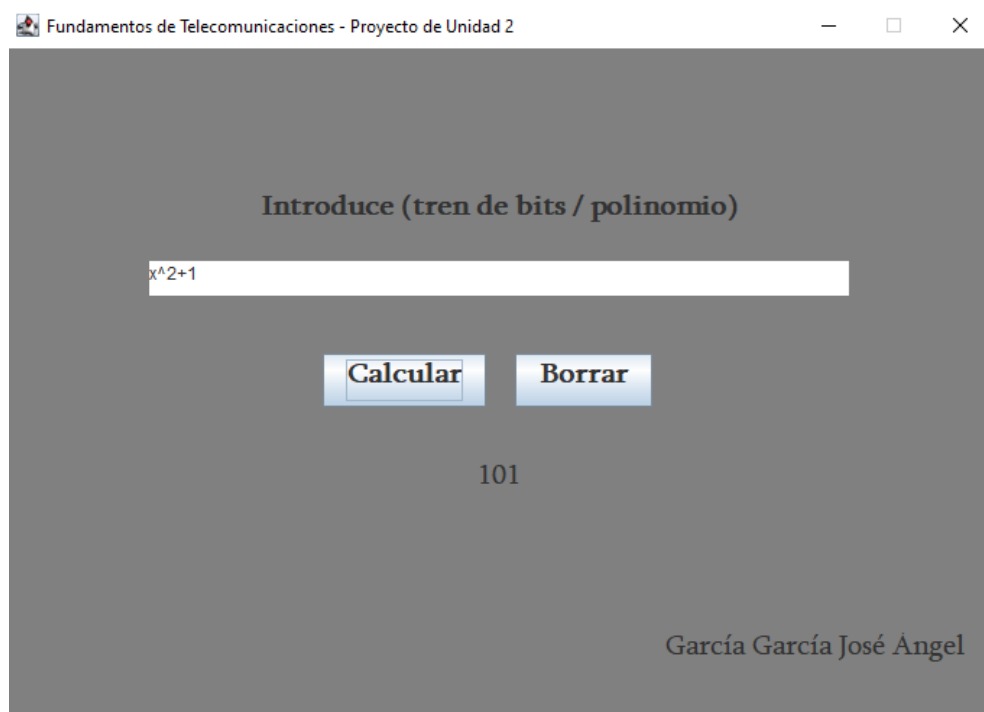 Fundamentos de Telecomunicaciones - Proyecto de Unidad 2
Introduce (tren de bits / polinomio)
x^2+1
Calcular Borrar
101
García García José Ángel